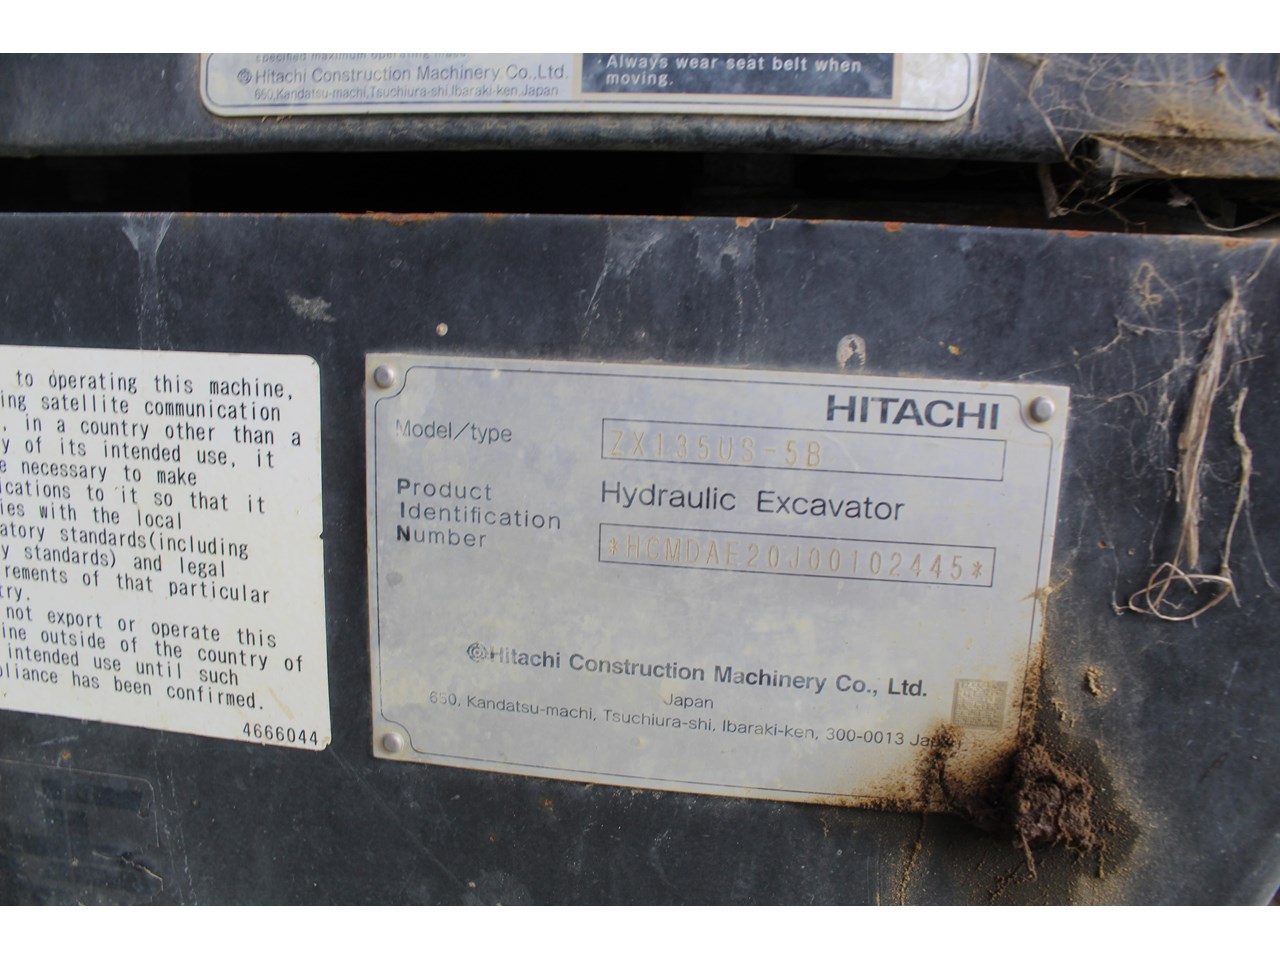 specified maximum operating mass
Hitachi Construction Machinery Co.,Ltd.
650,Kandatsu-machi,Tsuchiura-shi,Ibaraki-ken,Japan
·Always wear seat belt when
moving.
to operating this machine,
ing satellite communication
, in a country other than a
y of its intended use, it
e necessary to make
ications to it so that it
ies with the local
atory standards(including
y standards) and legal
rements of that particular
try.
not export or operate this
ine outside of the country of
intended use until such
pliance has been confirmed.
4666044
HITACHI
Model/type
ZX135US-5B
Hydraulic Excavator
Product
Identification
Number
*HCMDAE20J00102445*
Hitachi Construction Machinery Co., Ltd.
Japan
650, Kandatsu-machi, Tsuchiura-shi, Ibaraki-ken, 300-0013 Japan